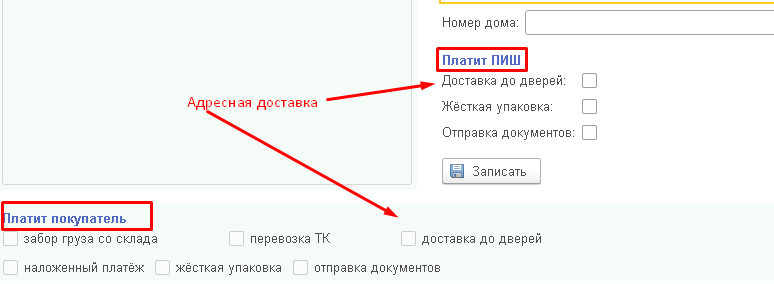 Номер дома:
Платит ПИШ
Доставка до дверей:
Адресная доставка
Жёсткая упаковка:
Отправка документов:
Записать
Платит покупатель
забор груза со склада перевозка ТК доставка до дверей
наложенный платёж жёсткая упаковка отправка документов